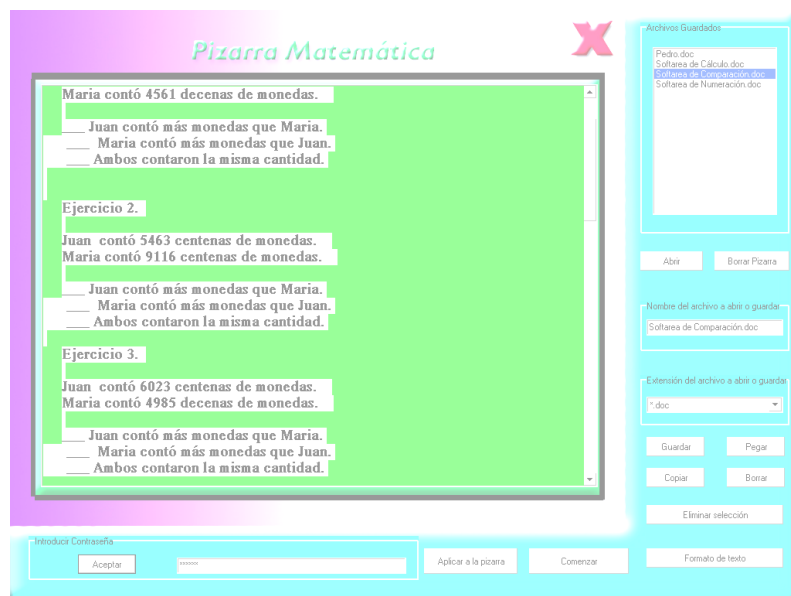 Pizarra Matemática
X
Maria contó 4561 decenas de monedas.
___ Juan contó más monedas que Maria.
___ Maria contó más monedas que Juan.
___ Ambos contaron la misma cantidad.
Ejercicio 2.
Juan contó 5463 centenas de monedas.
Maria contó 9116 centenas de monedas.
___ Juan contó más monedas que Maria.
___ Maria contó más monedas que Juan.
___ Ambos contaron la misma cantidad.
Ejercicio 3.
Juan contó 6023 centenas de monedas.
Maria contó 4985 decenas de monedas.
___ Juan contó más monedas que Maria.
___ Maria contó más monedas que Juan.
___ Ambos contaron la misma cantidad.
Archivos Guardados
Pedro.doc
Softarea de Cálculo.doc
Softarea de Comparación.doc
Softarea de Numeración.doc
Abrir
Borrar Pizarra
Nombre del archivo a abrir o guardar
Softarea de Comparación.doc
Extensión del archivo a abrir o guardar
*.doc
Guardar
Pegar
Copiar
Borrar
Eliminar selección
Formato de texto
Introducir Contraseña
Aceptar
××××××
Aplicar a la pizarra
Comenzar